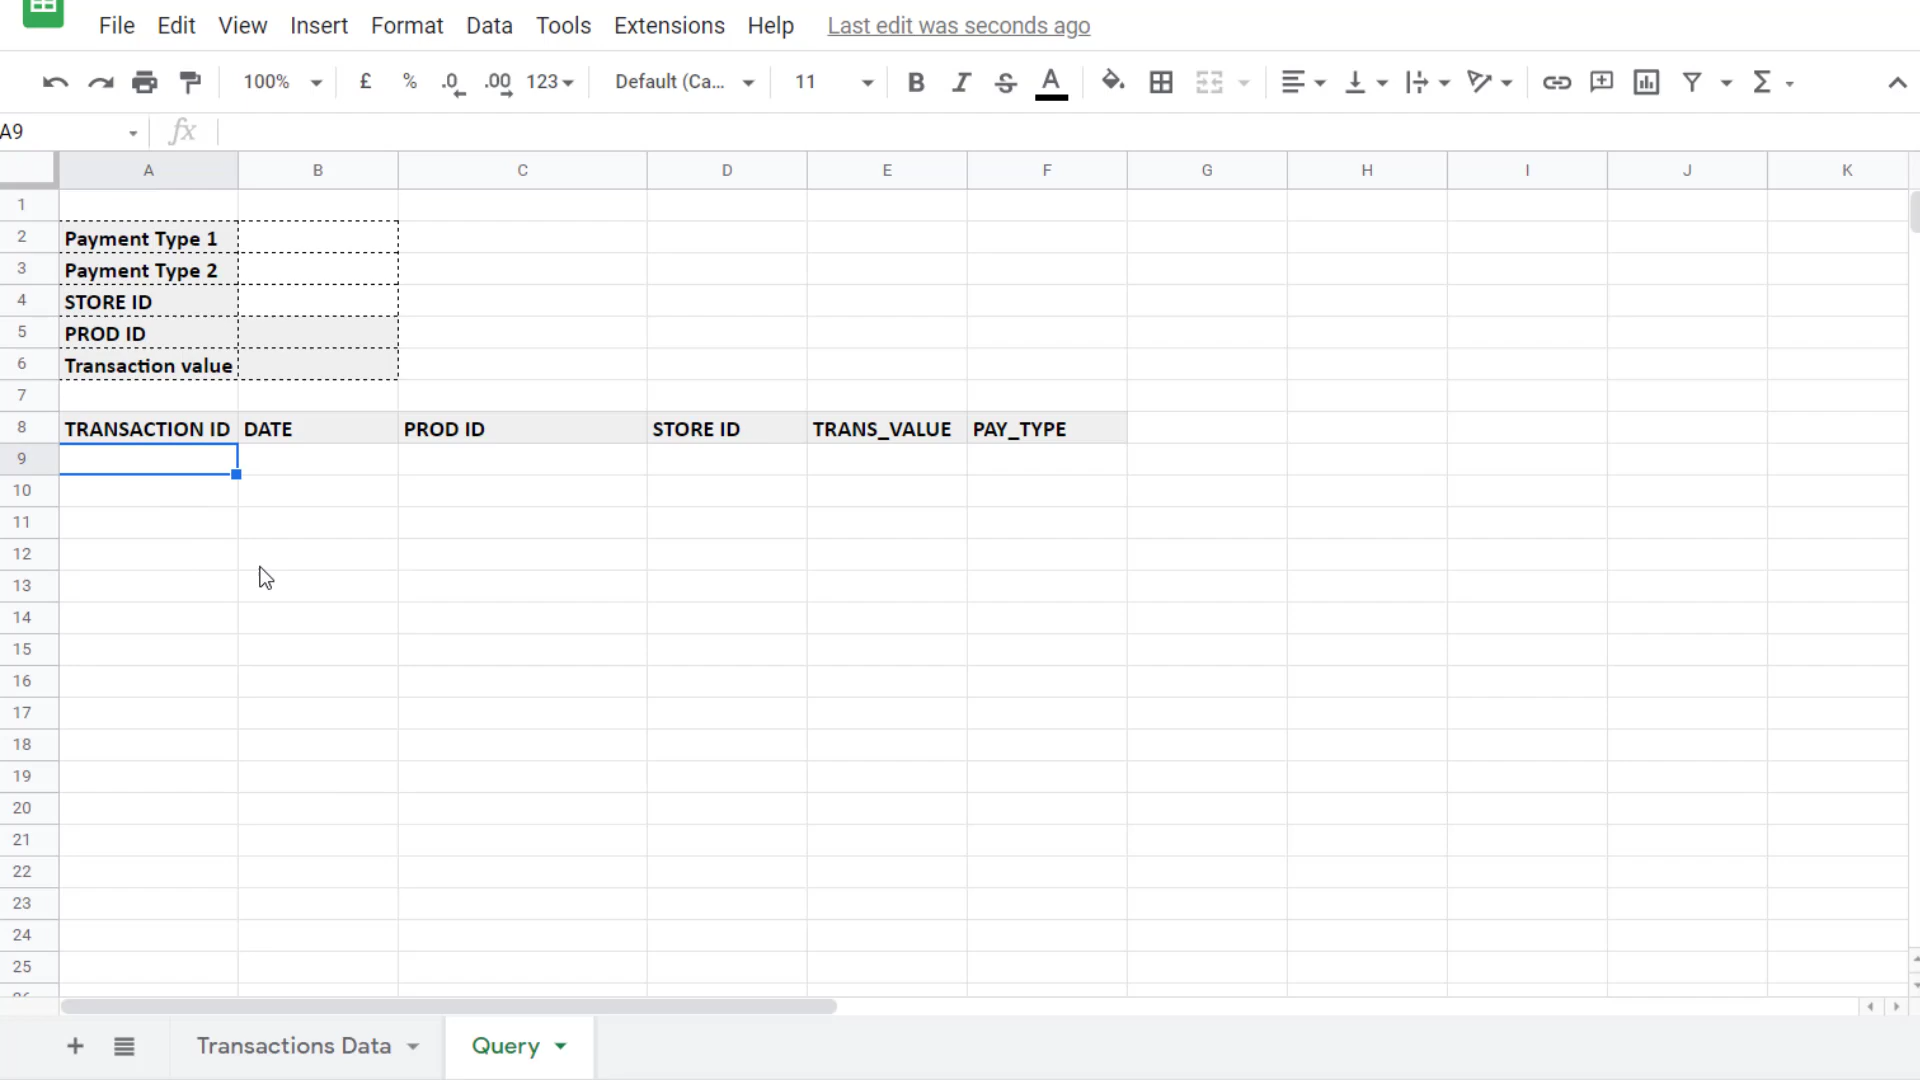 File Edit View Insert Format Data Tools Extensions Help Last edit was seconds ago
100% £ % .0 .00 123 Default (Ca... 11 B I S A Σ
A9 fx
A B C D E F G H I J K
1
2 Payment Type 1
3 Payment Type 2
4 STORE ID
5 PROD ID
6 Transaction value
7
8 TRANSACTION ID DATE PROD ID STORE ID TRANS_VALUE PAY_TYPE
9
10
11
12
13
14
15
16
17
18
19
20
21
22
23
24
25
+ Transactions Data Query